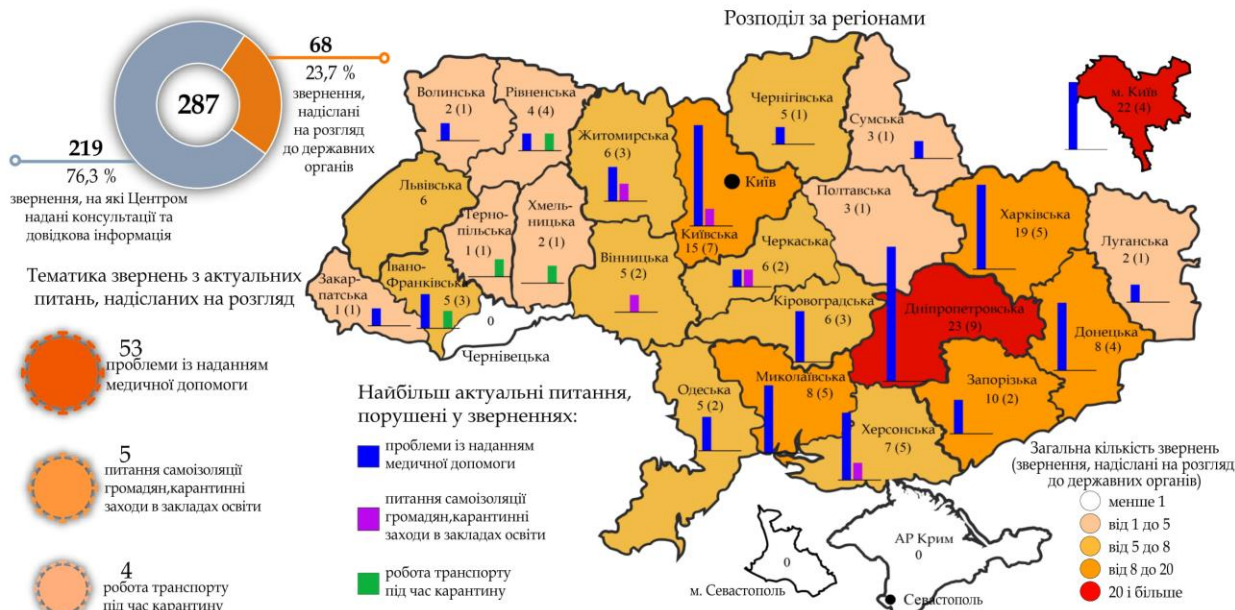 Розподіл за регіонами
68
23,7 %
звернення,
надіслані
на розгляд
до державних
органів
287
219
76,3 %
звернення, на які Центром
надані консультації та
довідкова інформація
Тематика звернень з актуальних
питань, надісланих на розгляд
53
проблеми із наданням
медичної допомоги
5
питання самоізоляції
громадян,карантинні
заходи в закладах освіти
4
робота транспорту
під час карантину
Волинська
2 (1)
Рівненська
4 (4)
Житомирська
6 (3)
Київська
15 (7)
Київ
Чернігівська
5 (1)
Сумська
3 (1)
м. Київ
22 (4)
Львівська
6
Терно-
пільська
1 (1)
Хмель-
ницька
2 (1)
Вінницька
5 (2)
Черкаська
6 (2)
Полтавська
3 (1)
Харківська
19 (5)
Луганська
2 (1)
Закар-
патська
1 (1)
Івано-
Франківська
5 (3)
0
Чернівецька
Кіровоградська
6 (3)
Дніпропетровська
23 (9)
Донецька
8 (4)
Одеська
5 (2)
Миколаївська
8 (5)
Херсонська
7 (5)
Запорізька
10 (2)
АР Крим
0
0
м. Севастополь
Севастополь
Найбільш актуальні питання,
порушені у зверненнях:
проблеми із наданням
медичної допомоги
питання самоізоляції
громадян,карантинні
заходи в закладах освіти
робота транспорту
під час карантину
Загальна кількість звернень
(звернення, надіслані на розгляд
до державних органів)
менше 1
від 1 до 5
від 5 до 8
від 8 до 20
20 і більше